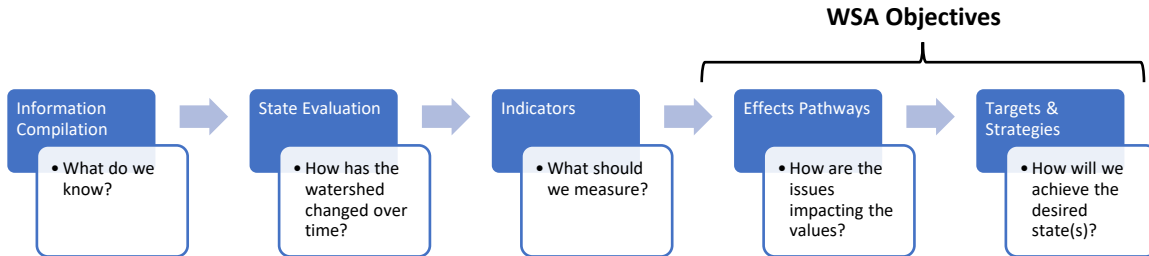 WSA Objectives
Information
Compilation
• What do we
know?
State Evaluation
• How has the
watershed
changed over
time?
Indicators
• What should
we measure?
Effects Pathways
• How are the
issues
impacting the
values?
Targets &
Strategies
• How will we
achieve the
desired
state(s)?